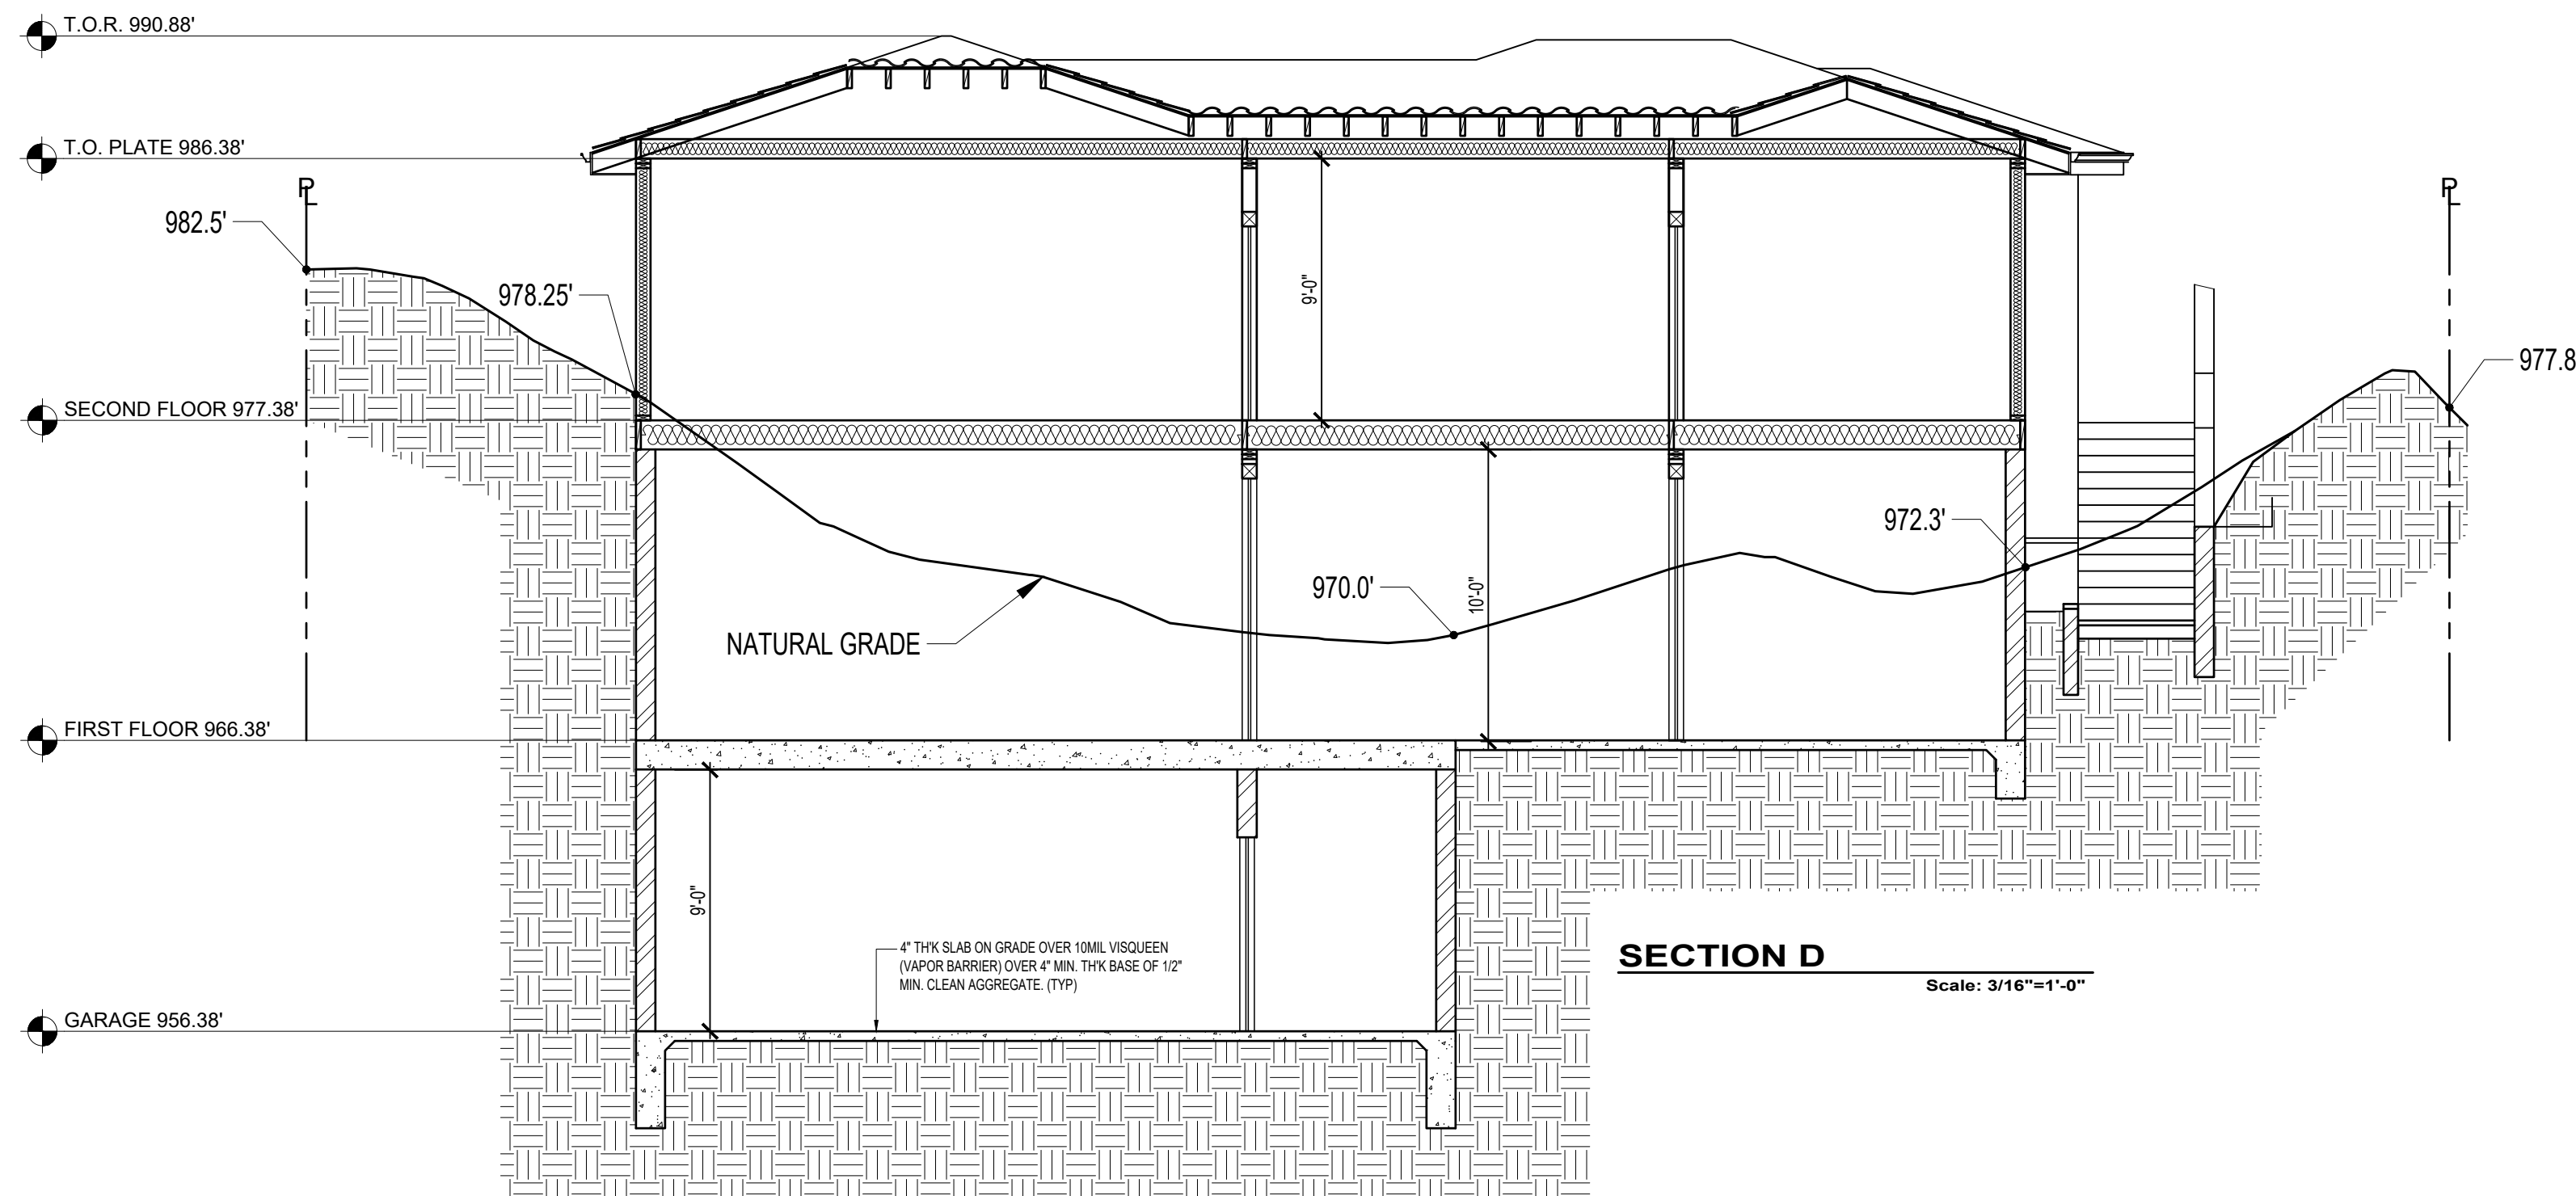 T.O.R. 990.88'
T.O. PLATE 986.38'
PL
PL
982.5'
978.25'
9'-0"
977.8
SECOND FLOOR 977.38'
972.3'
970.0'
10'-0"
NATURAL GRADE
FIRST FLOOR 966.38'
9'-0"
4" TH'K SLAB ON GRADE OVER 10MIL VISQUEEN
(VAPOR BARRIER) OVER 4" MIN. TH'K BASE OF 1/2"
MIN. CLEAN AGGREGATE. (TYP)
SECTION D
Scale: 3/16"=1'-0"
GARAGE 956.38'